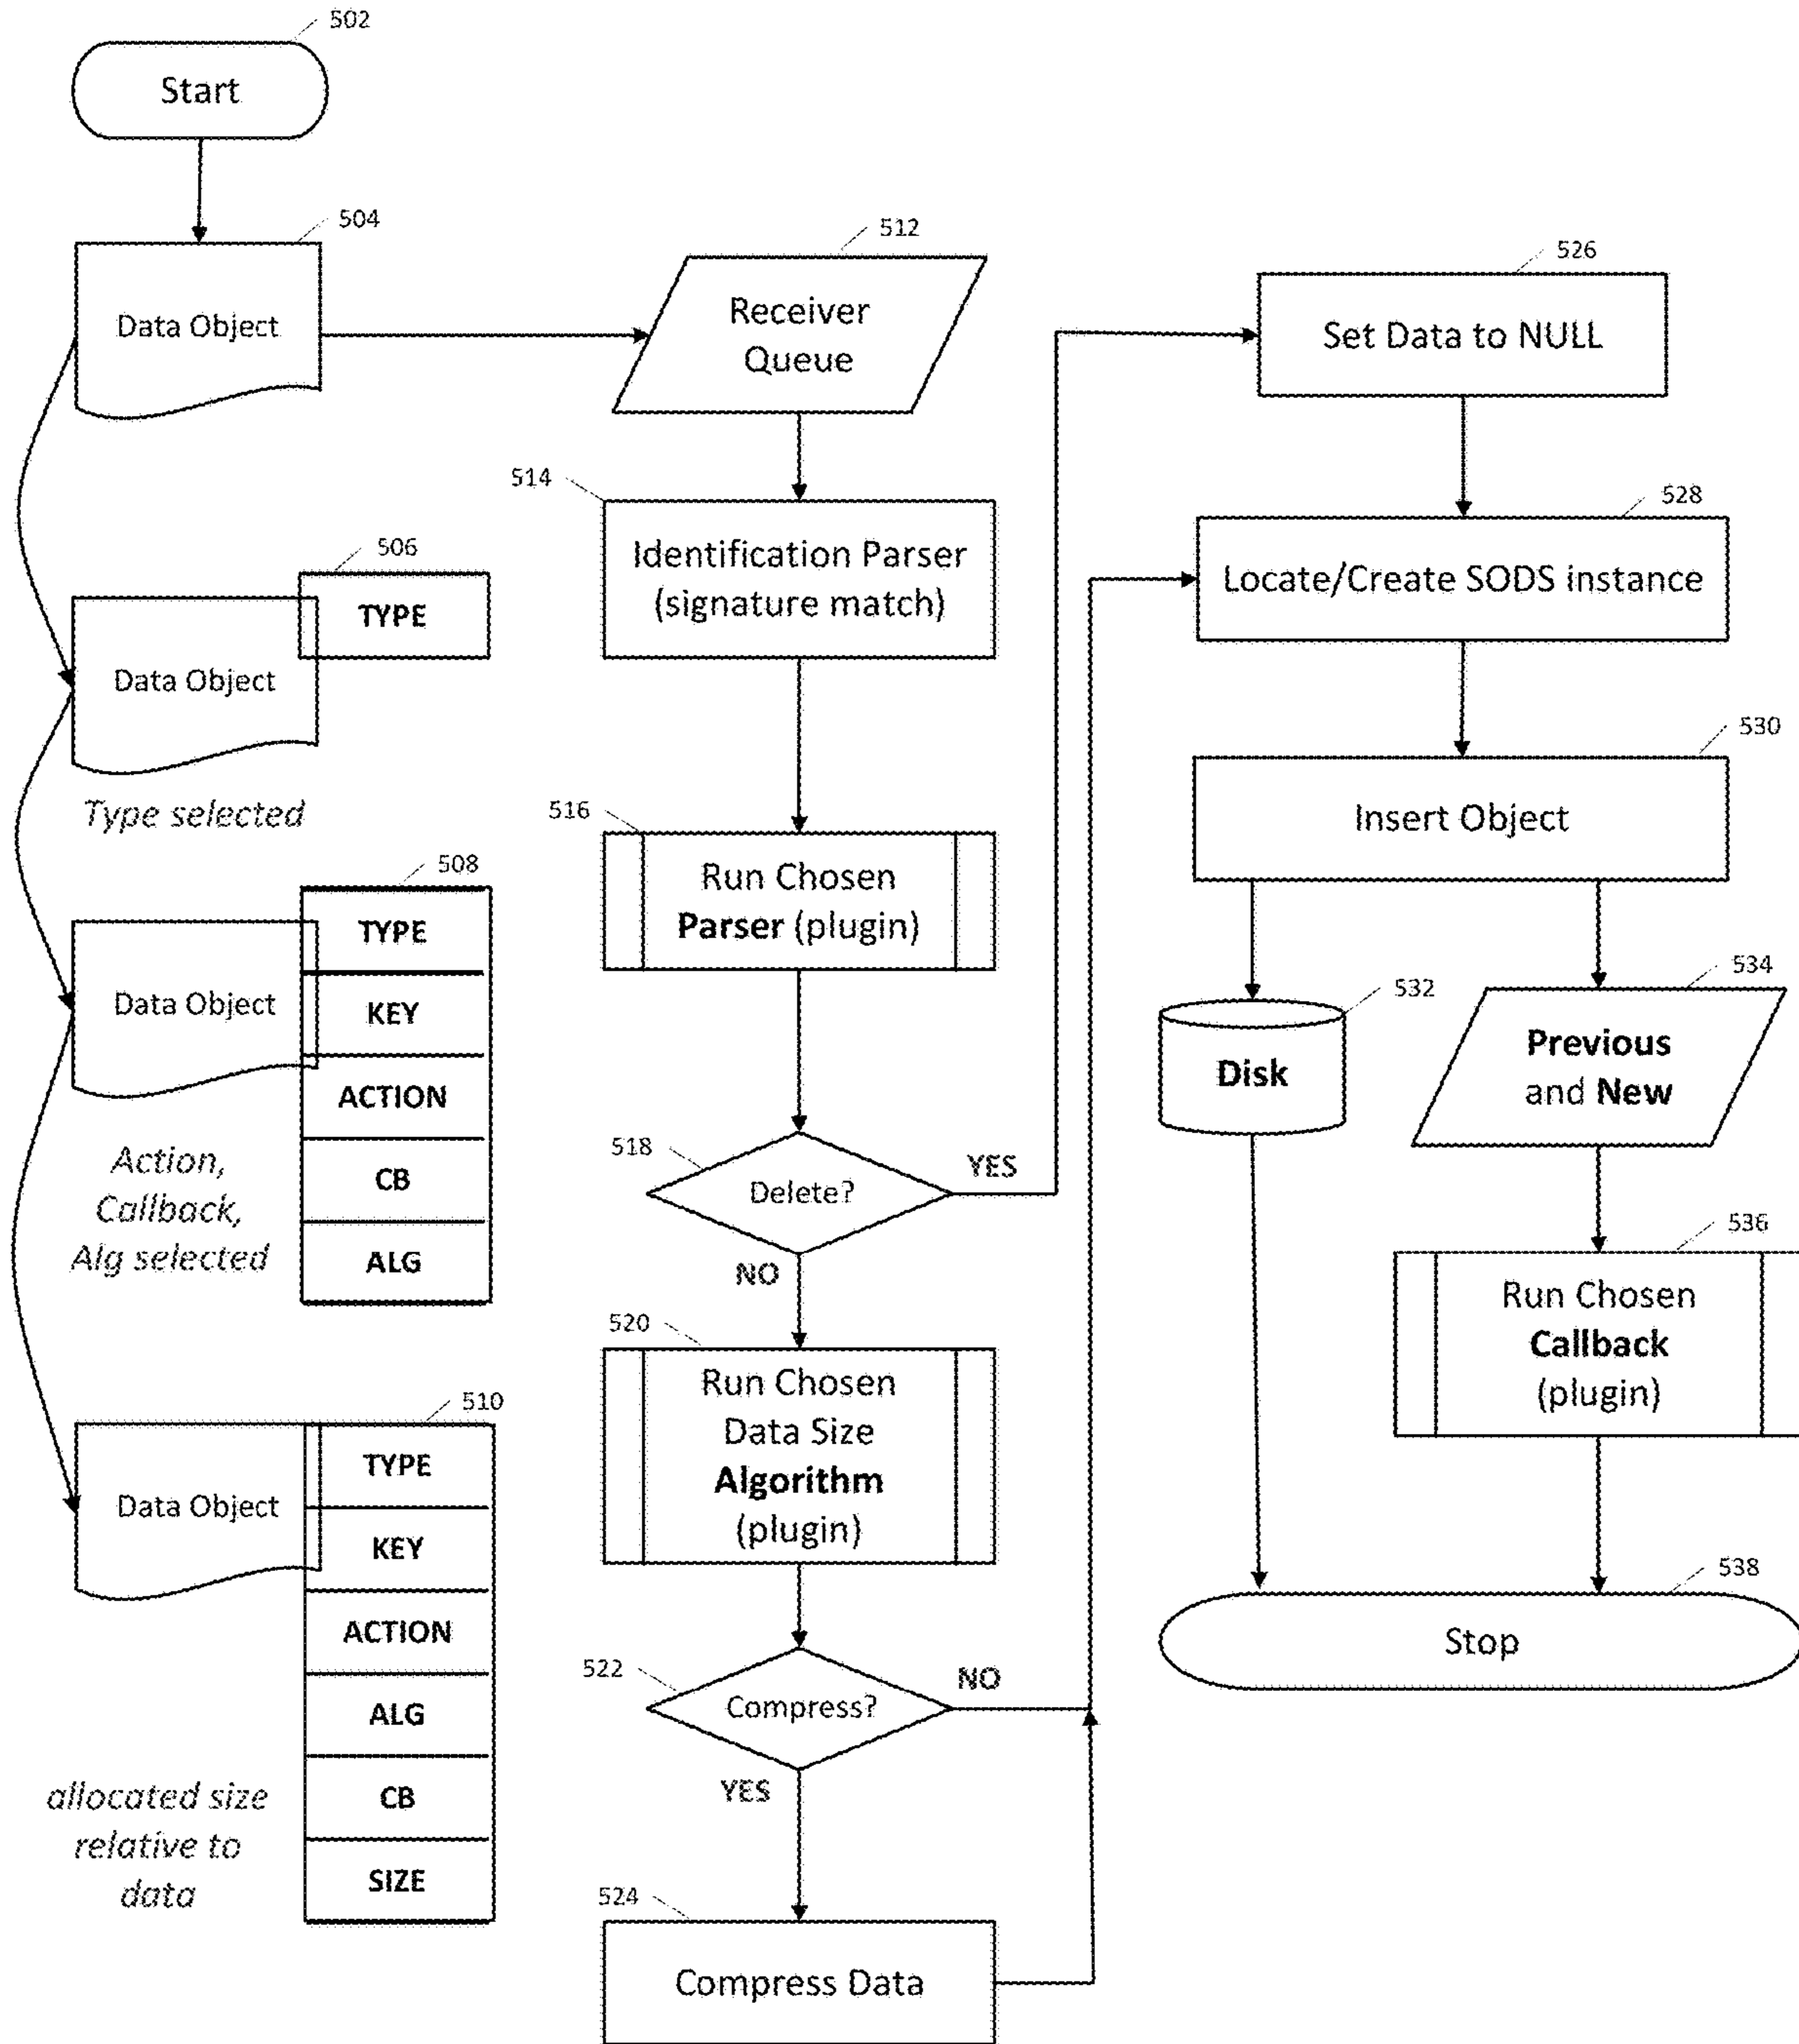 502
Start
504
Data Object
506
TYPE
Data Object
Type selected
508
TYPE
KEY
ACTION
CB
ALG
Data Object
Action,
Callback,
Alg selected
510
TYPE
KEY
ACTION
ALG
CB
SIZE
Data Object
allocated size
relative to
data
512
Receiver
Queue
514
Identification Parser
(signature match)
516
Run Chosen
Parser (plugin)
518
Delete?
YES
NO
520
Run Chosen
Data Size
Algorithm
(plugin)
522
Compress?
NO
YES
524
Compress Data
526
Set Data to NULL
528
Locate/Create SODS instance
530
Insert Object
532
Disk
534
Previous
and New
536
Run Chosen
Callback
(plugin)
538
Stop